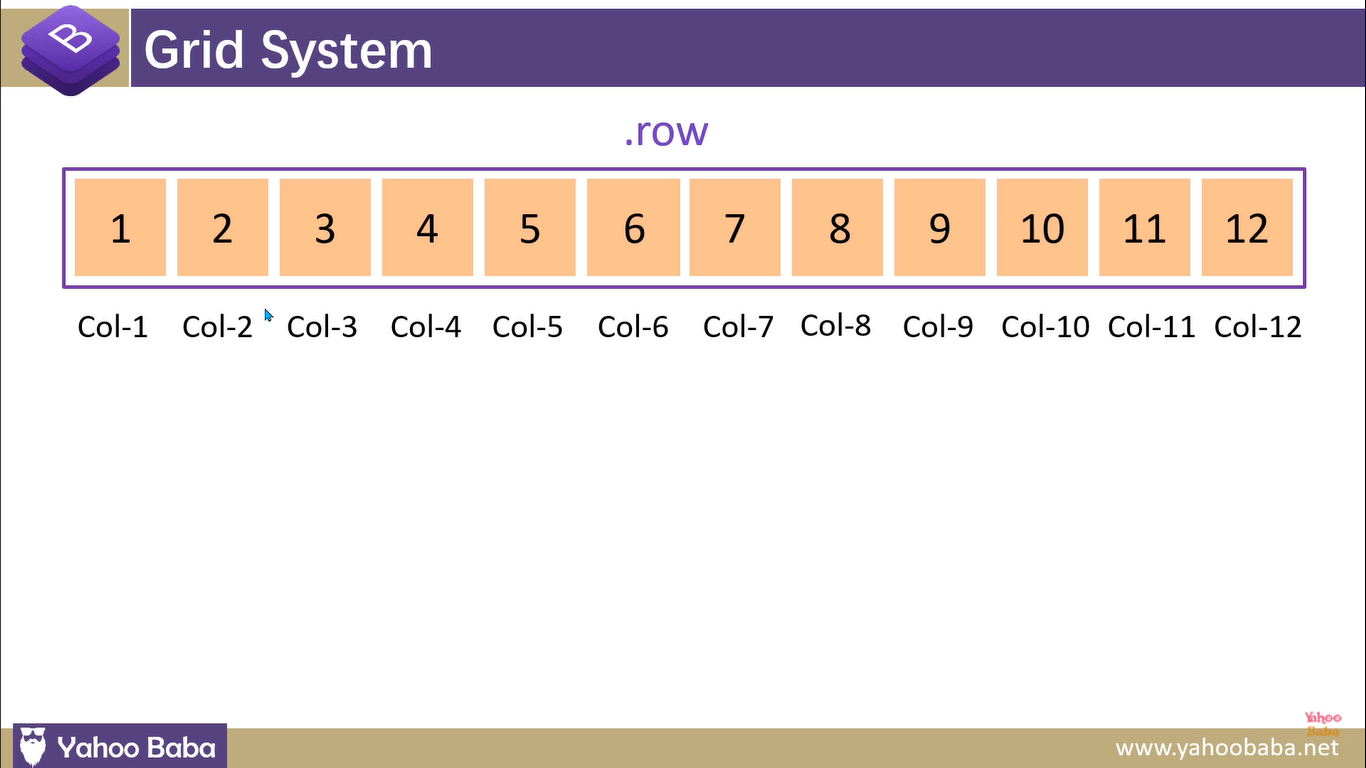 B
Grid System
.row
1 2 3 4 5 6 7 8 9 10 11 12
Col-1 Col-2 Col-3 Col-4 Col-5 Col-6 Col-7 Col-8 Col-9 Col-10 Col-11 Col-12
Yahoo
Baba
Yahoo Baba
www.yahoobaba.net